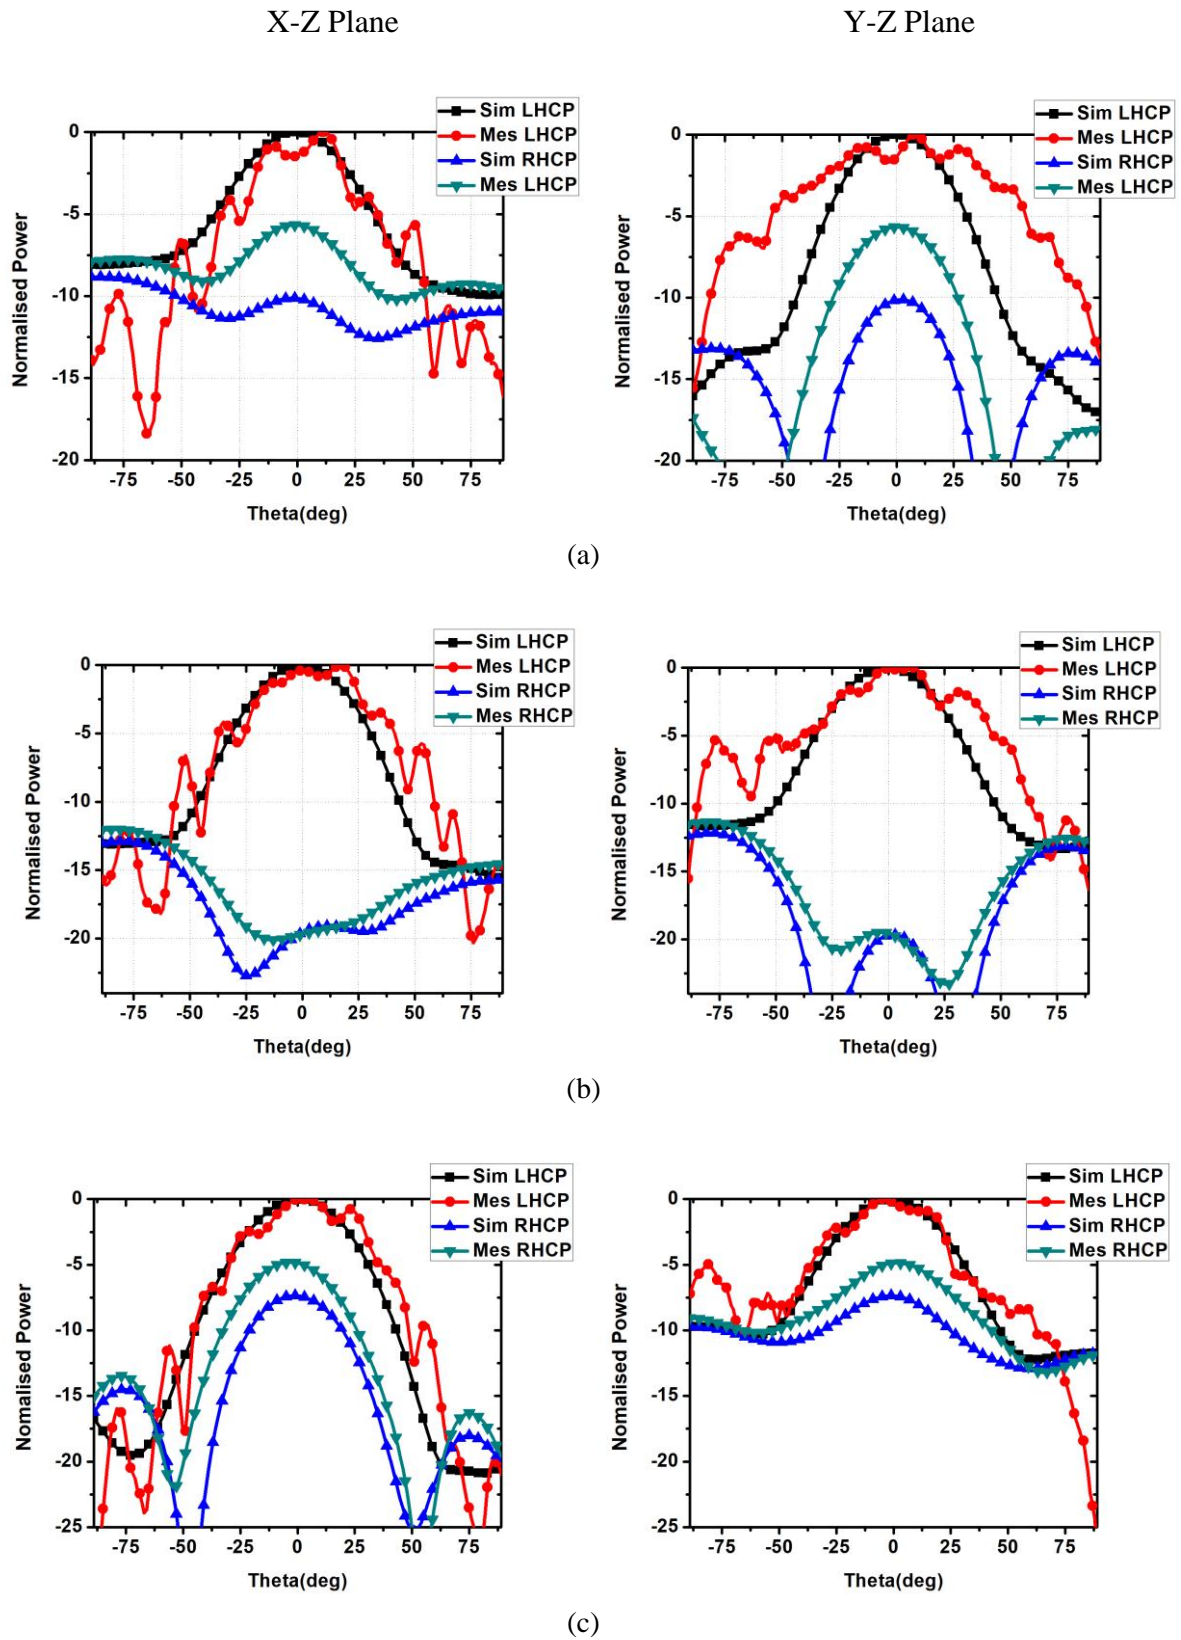 X-Z Plane
Y-Z Plane
Sim LHCP
Mes LHCP
Sim RHCP
Mes LHCP
0
-5
-10
-15
-20
Normalised Power
-75 -50 -25 0 25 50 75
Theta(deg)
Sim LHCP
Mes LHCP
Sim RHCP
Mes LHCP
0
-5
-10
-15
-20
Normalised Power
-75 -50 -25 0 25 50 75
Theta(deg)
(a)
Sim LHCP
Mes LHCP
Sim RHCP
Mes RHCP
0
-5
-10
-15
-20
Normalised Power
-75 -50 -25 0 25 50 75
Theta(deg)
Sim LHCP
Mes LHCP
Sim RHCP
Mes RHCP
0
-5
-10
-15
-20
Normalised Power
-75 -50 -25 0 25 50 75
Theta(deg)
(b)
Sim LHCP
Mes LHCP
Sim RHCP
Mes RHCP
0
-5
-10
-15
-20
-25
Nomalised Power
-75 -50 -25 0 25 50 75
Theta(deg)
Sim LHCP
Mes LHCP
Sim RHCP
Mes RHCP
0
-5
-10
-15
-20
-25
Nomalised Power
-75 -50 -25 0 25 50 75
Theta(deg)
(c)